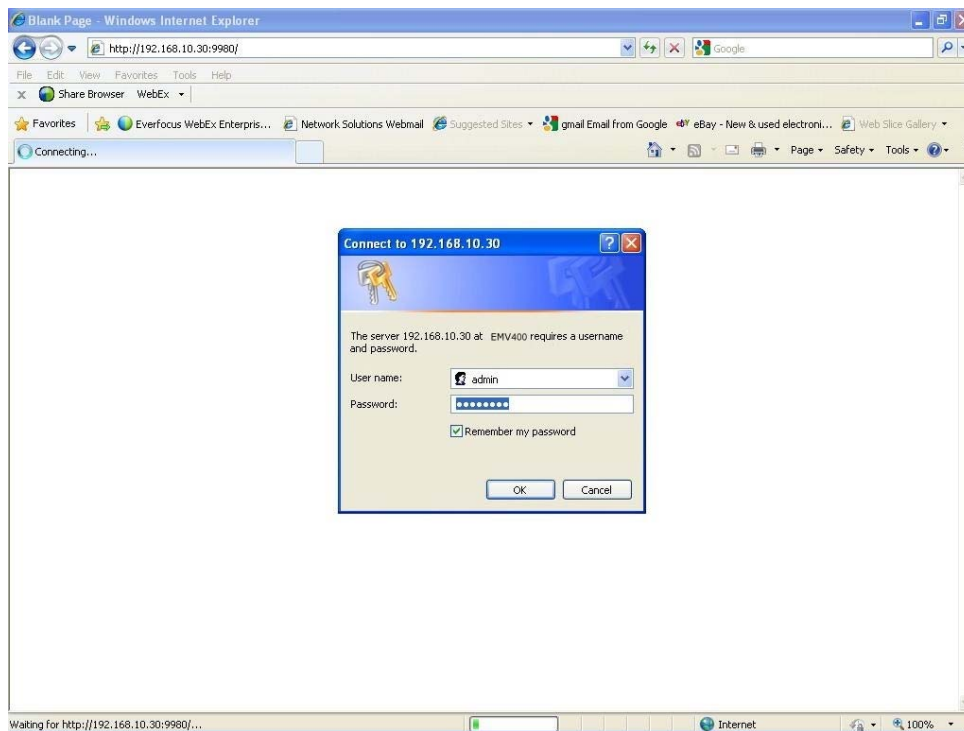 Blank Page - Windows Internet Explorer
http://192.168.10.30:9980/
Google
File Edit View Favorites Tools Help
x Share Browser WebEx
Favorites Everfocus WebEx Enterpris... Network Solutions Webmail Suggested Sites gmail Email from Google eBay - New & used electroni... Web Slice Gallery
Connecting...
Page Safety Tools
Connect to 192.168.10.30
The server 192.168.10.30 at EMV400 requires a username
and password.
User name: admin
Password: ••••••••
Remember my password
OK Cancel
Waiting for http://192.168.10.30:9980/...
Internet 100%